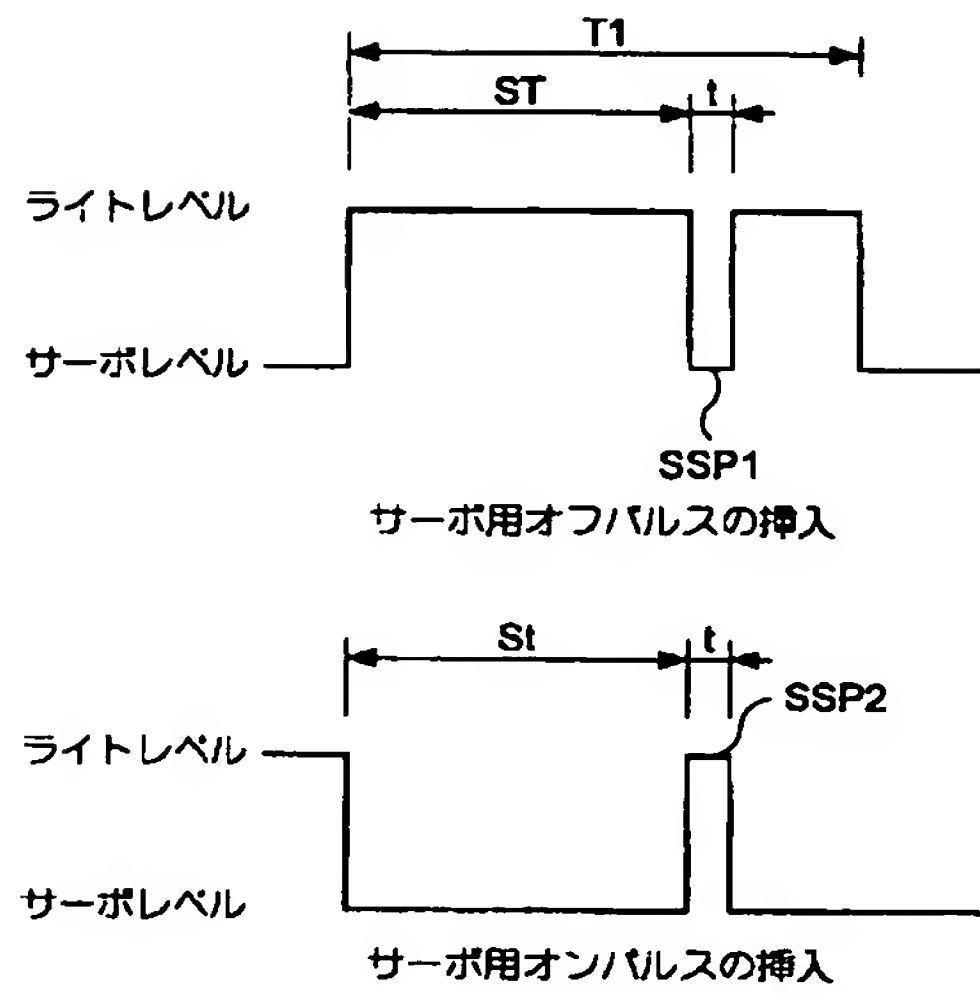 T1
ST t
ライトレベル
サーボレベル
SSP1
サーボ用オフパルスの挿入
St t
SSP2
ライトレベル
サーボレベル
サーボ用オンパルスの挿入